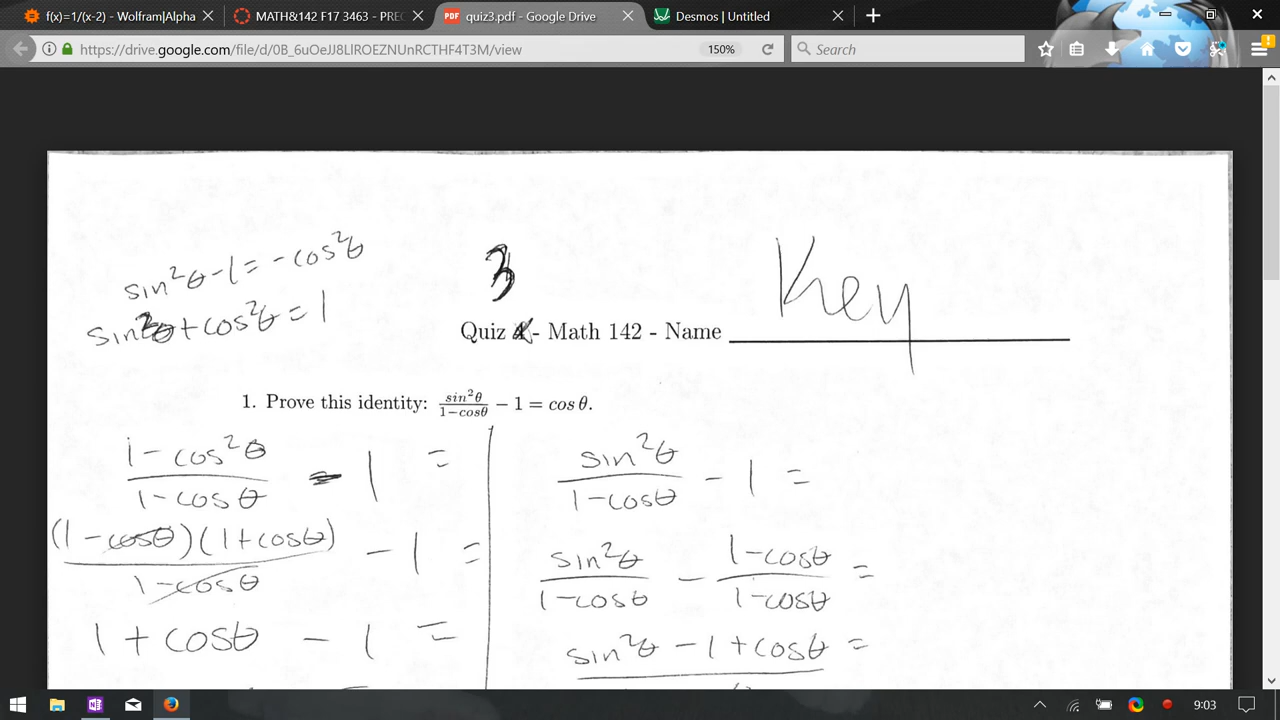 f(x)=1/(x-2) - Wolfram|Alpha
MATH&142 F17 3463 - PREC
quiz3.pdf - Google Drive
Desmos | Untitled
https://drive.google.com/file/d/0B_6uOeJJ8LlROEZNUnRCTHF4T3M/view
150%
Search
sin²θ-1=-cos²θ
sin²θ+cos²θ=1
3
Key
Quiz - Math 142 - Name
1. Prove this identity: sin²θ/1−cosθ − 1 = cos θ.
1-cos²θ/1-cosθ - 1 =
(1-cosθ)(1+cosθ)/1-cosθ - 1 =
1+cosθ - 1 =
sin²θ/1-cosθ - 1 =
sin²θ/1-cosθ - 1-cosθ/1-cosθ =
sin²θ-1+cosθ =
9:03